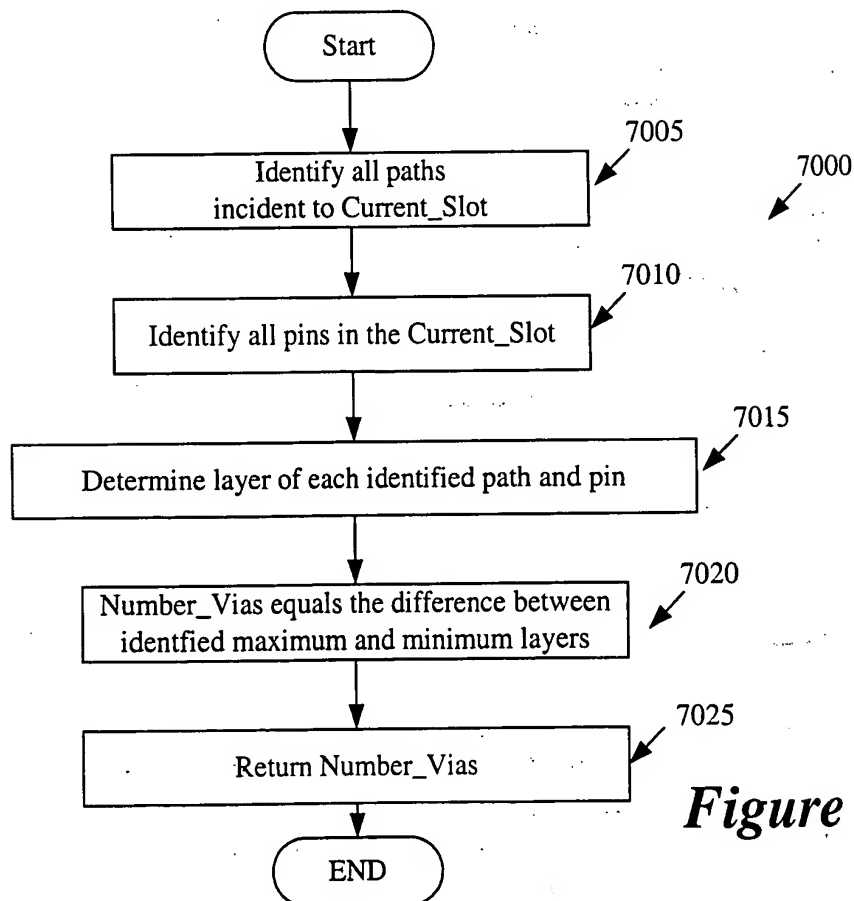 Start
7005
Identify all paths
incident to Current_Slot
7000
7010
Identify all pins in the Current_Slot
7015
Determine layer of each identified path and pin
7020
Number_Vias equals the difference between
identfied maximum and minimum layers
7025
Return Number_Vias
Figure
END